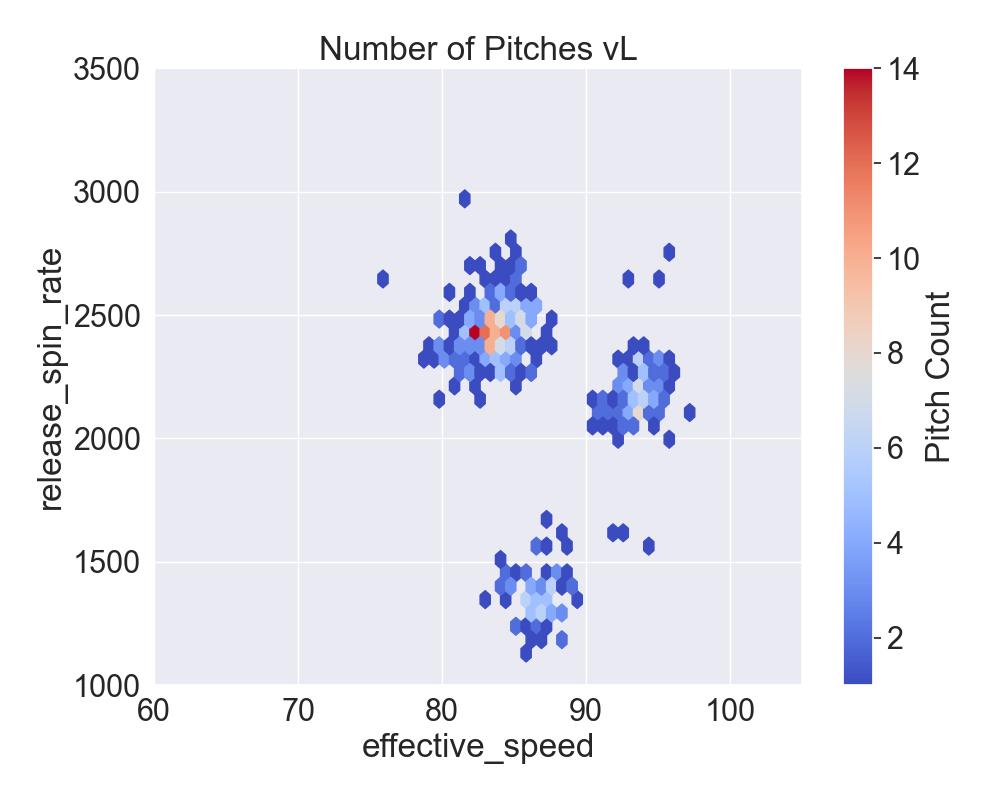 Number of Pitches vL
3500
3000
2500
2000
1500
1000
release_spin_rate
60 70 80 90 100
effective_speed
14
12
10
8
6
4
2
Pitch Count